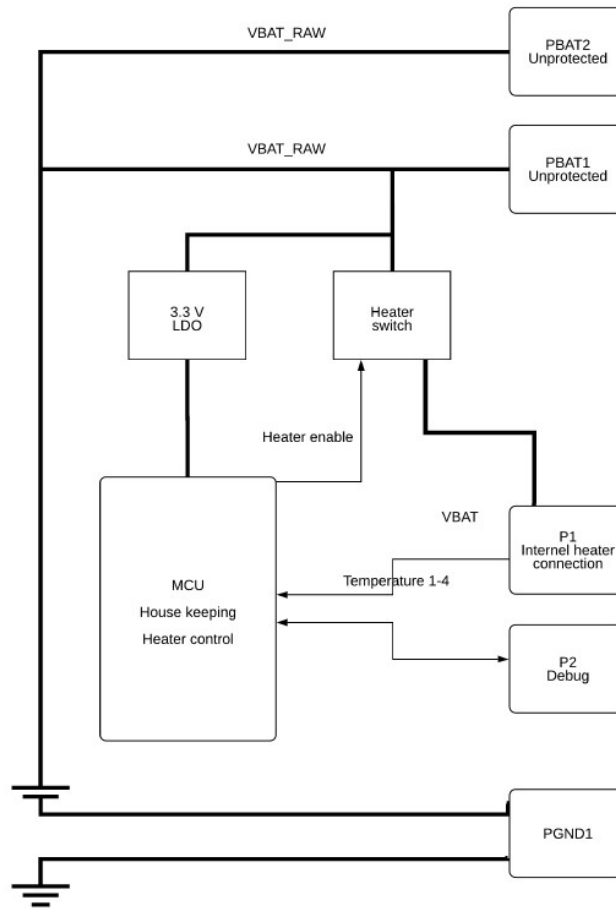 VBAT_RAW
PBAT2
Unprotected
VBAT_RAW
PBAT1
Unprotected
3.3 V
LDO
Heater
switch
Heater enable
VBAT
P1
Internel heater
connection
Temperature 1-4
MCU
House keeping
Heater control
P2
Debug
PGND1